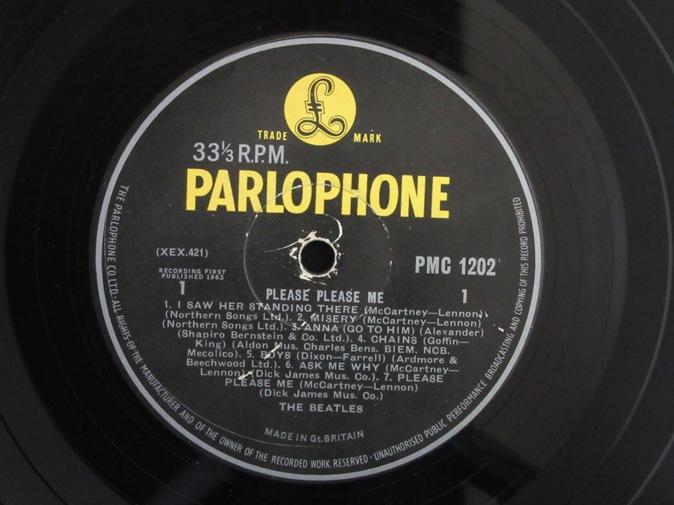 £
TRADE MARK
33⅓ R.P.M.
PARLOPHONE
(XEX.421)
PMC 1202
RECORDING FIRST
PUBLISHED 1963
1
PLEASE PLEASE ME
1
1. I SAW HER STANDING THERE (McCartney—Lennon)
(Northern Songs Ltd.). 2. MISERY (McCartney—Lennon)
(Northern Songs Ltd.). 3. ANNA (GO TO HIM) (Alexander)
(Shapiro Bernstein & Co. Ltd.). 4. CHAINS (Goffin—
King) (Aldon Mus. Charles Bens. BIEM. NCB.
Mecolico). 5. BOYS (Dixon—Farrell) (Ardmore &
Beechwood Ltd.). 6. ASK ME WHY (McCartney—
Lennon) (Dick James Mus. Co.). 7. PLEASE
PLEASE ME (McCartney—Lennon)
(Dick James Mus. Co.)
THE BEATLES
MADE IN GT. BRITAIN
THE PARLOPHONE CO. LTD. · ALL RIGHTS OF THE MANUFACTURER AND OF THE OWNER OF THE RECORDED WORK RESERVED · UNAUTHORISED PUBLIC PERFORMANCE BROADCASTING AND COPYING OF THIS RECORD PROHIBITED